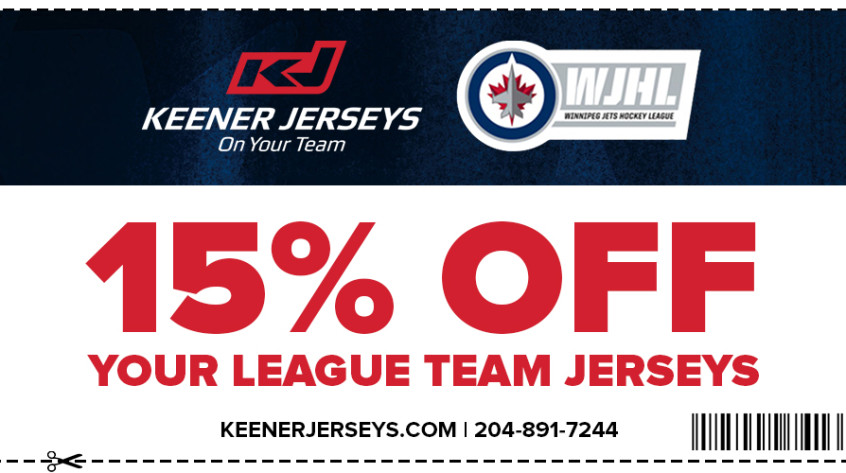 KJ
KEENER JERSEYS
On Your Team
WJHL
WINNIPEG JETS HOCKEY LEAGUE
15% OFF
YOUR LEAGUE TEAM JERSEYS
KEENERJERSEYS.COM | 204-891-7244